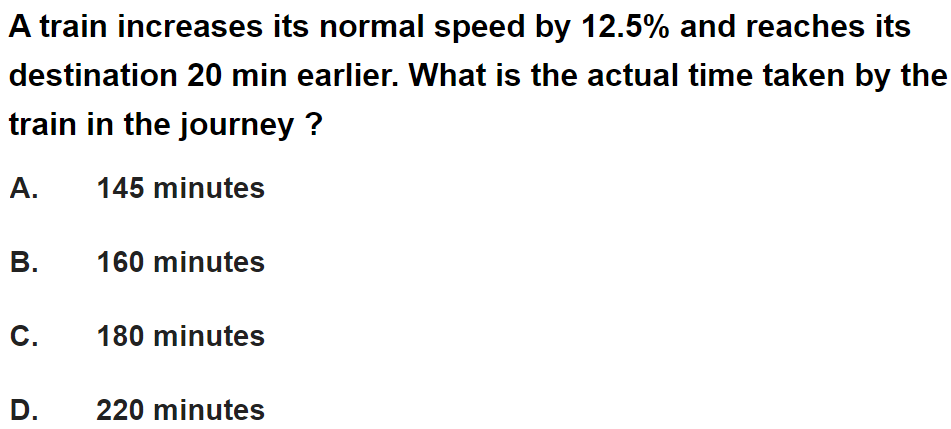 A train increases its normal speed by 12.5% and reaches its
destination 20 min earlier. What is the actual time taken by the
train in the journey ?
A. 145 minutes
B. 160 minutes
C. 180 minutes
D. 220 minutes